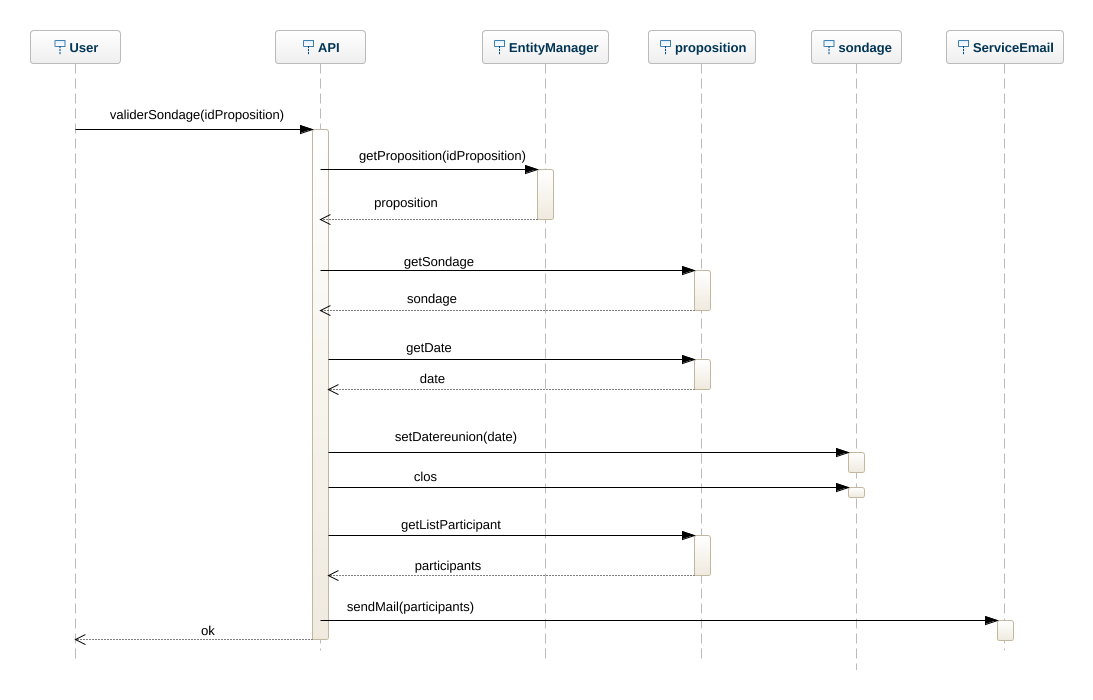 User
API
EntityManager
proposition
sondage
ServiceEmail
validerSondage(idProposition)
getProposition(idProposition)
proposition
getSondage
sondage
getDate
date
setDatereunion(date)
clos
getListParticipant
participants
sendMail(participants)
ok